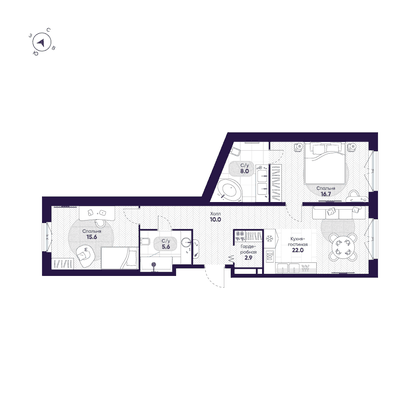 С
С/у
8.0
Спальня
16.7
Холл
10.0
Спальня
15.6
С/у
5.6
Гарде-
робная
2.9
Кухня-
гостиная
22.0